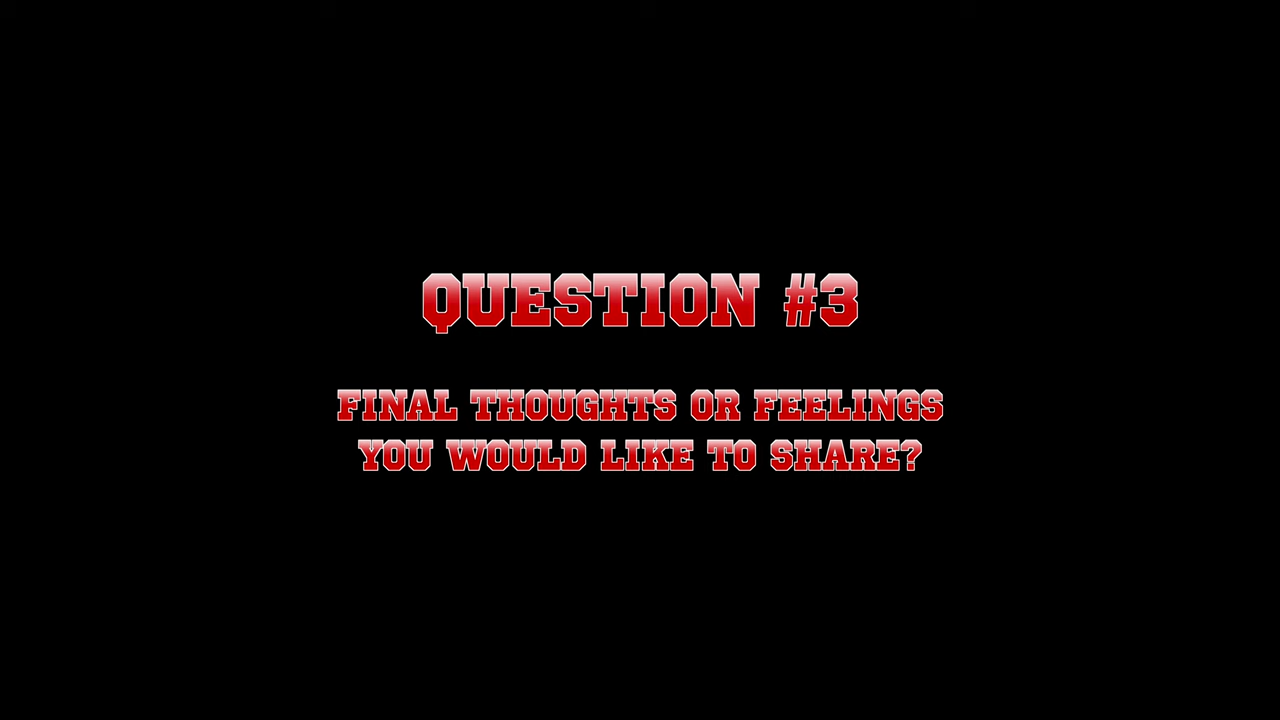 QUESTION #3
FINAL THOUGHTS OR FEELINGS
YOU WOULD LIKE TO SHARE?